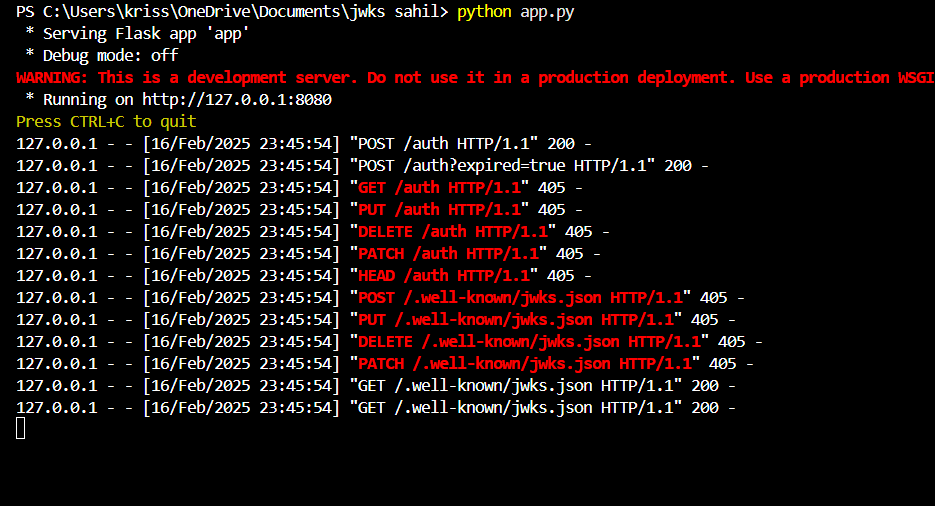 PS C:\Users\kriss\OneDrive\Documents\jwks sahil> python app.py
* Serving Flask app 'app'
* Debug mode: off
WARNING: This is a development server. Do not use it in a production deployment. Use a production WSGI
* Running on http://127.0.0.1:8080
Press CTRL+C to quit
127.0.0.1 - - [16/Feb/2025 23:45:54] "POST /auth HTTP/1.1" 200 -
127.0.0.1 - - [16/Feb/2025 23:45:54] "POST /auth?expired=true HTTP/1.1" 200 -
127.0.0.1 - - [16/Feb/2025 23:45:54] "GET /auth HTTP/1.1" 405 -
127.0.0.1 - - [16/Feb/2025 23:45:54] "PUT /auth HTTP/1.1" 405 -
127.0.0.1 - - [16/Feb/2025 23:45:54] "DELETE /auth HTTP/1.1" 405 -
127.0.0.1 - - [16/Feb/2025 23:45:54] "PATCH /auth HTTP/1.1" 405 -
127.0.0.1 - - [16/Feb/2025 23:45:54] "HEAD /auth HTTP/1.1" 405 -
127.0.0.1 - - [16/Feb/2025 23:45:54] "POST /.well-known/jwks.json HTTP/1.1" 405 -
127.0.0.1 - - [16/Feb/2025 23:45:54] "PUT /.well-known/jwks.json HTTP/1.1" 405 -
127.0.0.1 - - [16/Feb/2025 23:45:54] "DELETE /.well-known/jwks.json HTTP/1.1" 405 -
127.0.0.1 - - [16/Feb/2025 23:45:54] "PATCH /.well-known/jwks.json HTTP/1.1" 405 -
127.0.0.1 - - [16/Feb/2025 23:45:54] "GET /.well-known/jwks.json HTTP/1.1" 200 -
127.0.0.1 - - [16/Feb/2025 23:45:54] "GET /.well-known/jwks.json HTTP/1.1" 200 -